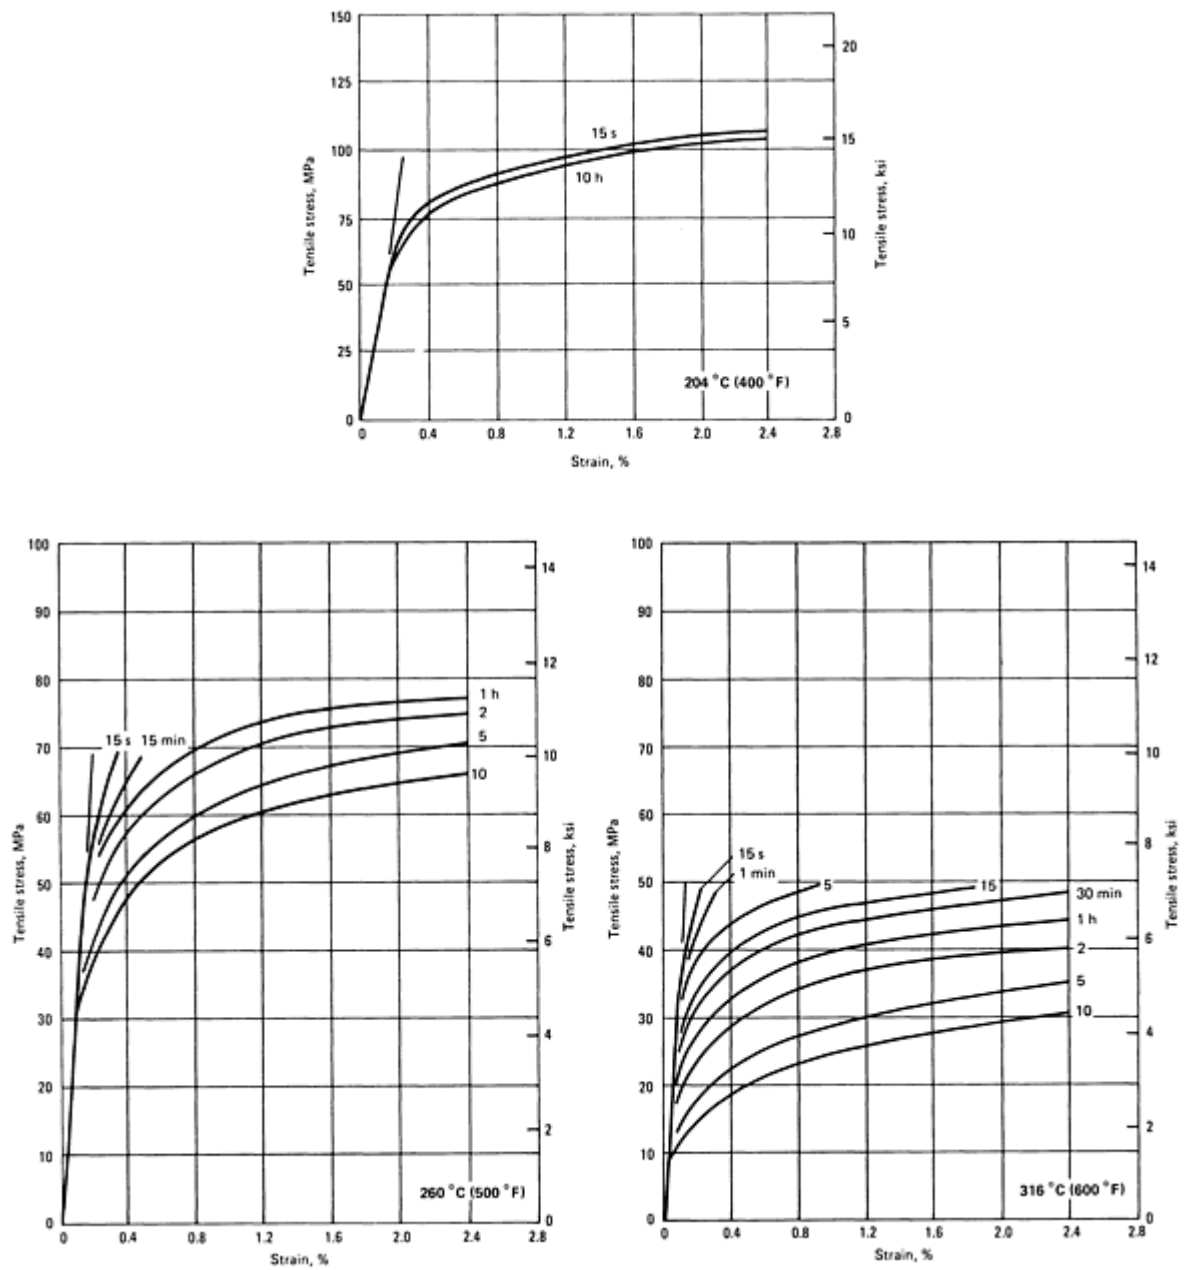 150
125
100
75
50
25
0
Tensile stress, MPa
15 s
10 h
20
15
10
5
0
Tensile stress, ksi
204 °C (400 °F)
0 0.4 0.8 1.2 1.6 2.0 2.4 2.8
Strain, %
100
90
80
70
60
50
40
30
20
10
0
Tensile stress, MPa
15 s 15 min
1 h
2
5
10
14
12
10
8
6
4
2
0
Tensile stress, ksi
260 °C (500 °F)
0 0.4 0.8 1.2 1.6 2.0 2.4 2.8
Strain, %
100
90
80
70
60
50
40
30
20
10
0
Tensile stress, MPa
15 s
1 min
5
15
30 min
1 h
2
5
10
14
12
10
8
6
4
2
0
Tensile stress, ksi
316 °C (600 °F)
0 0.4 0.8 1.2 1.6 2.0 2.4 2.8
Strain, %